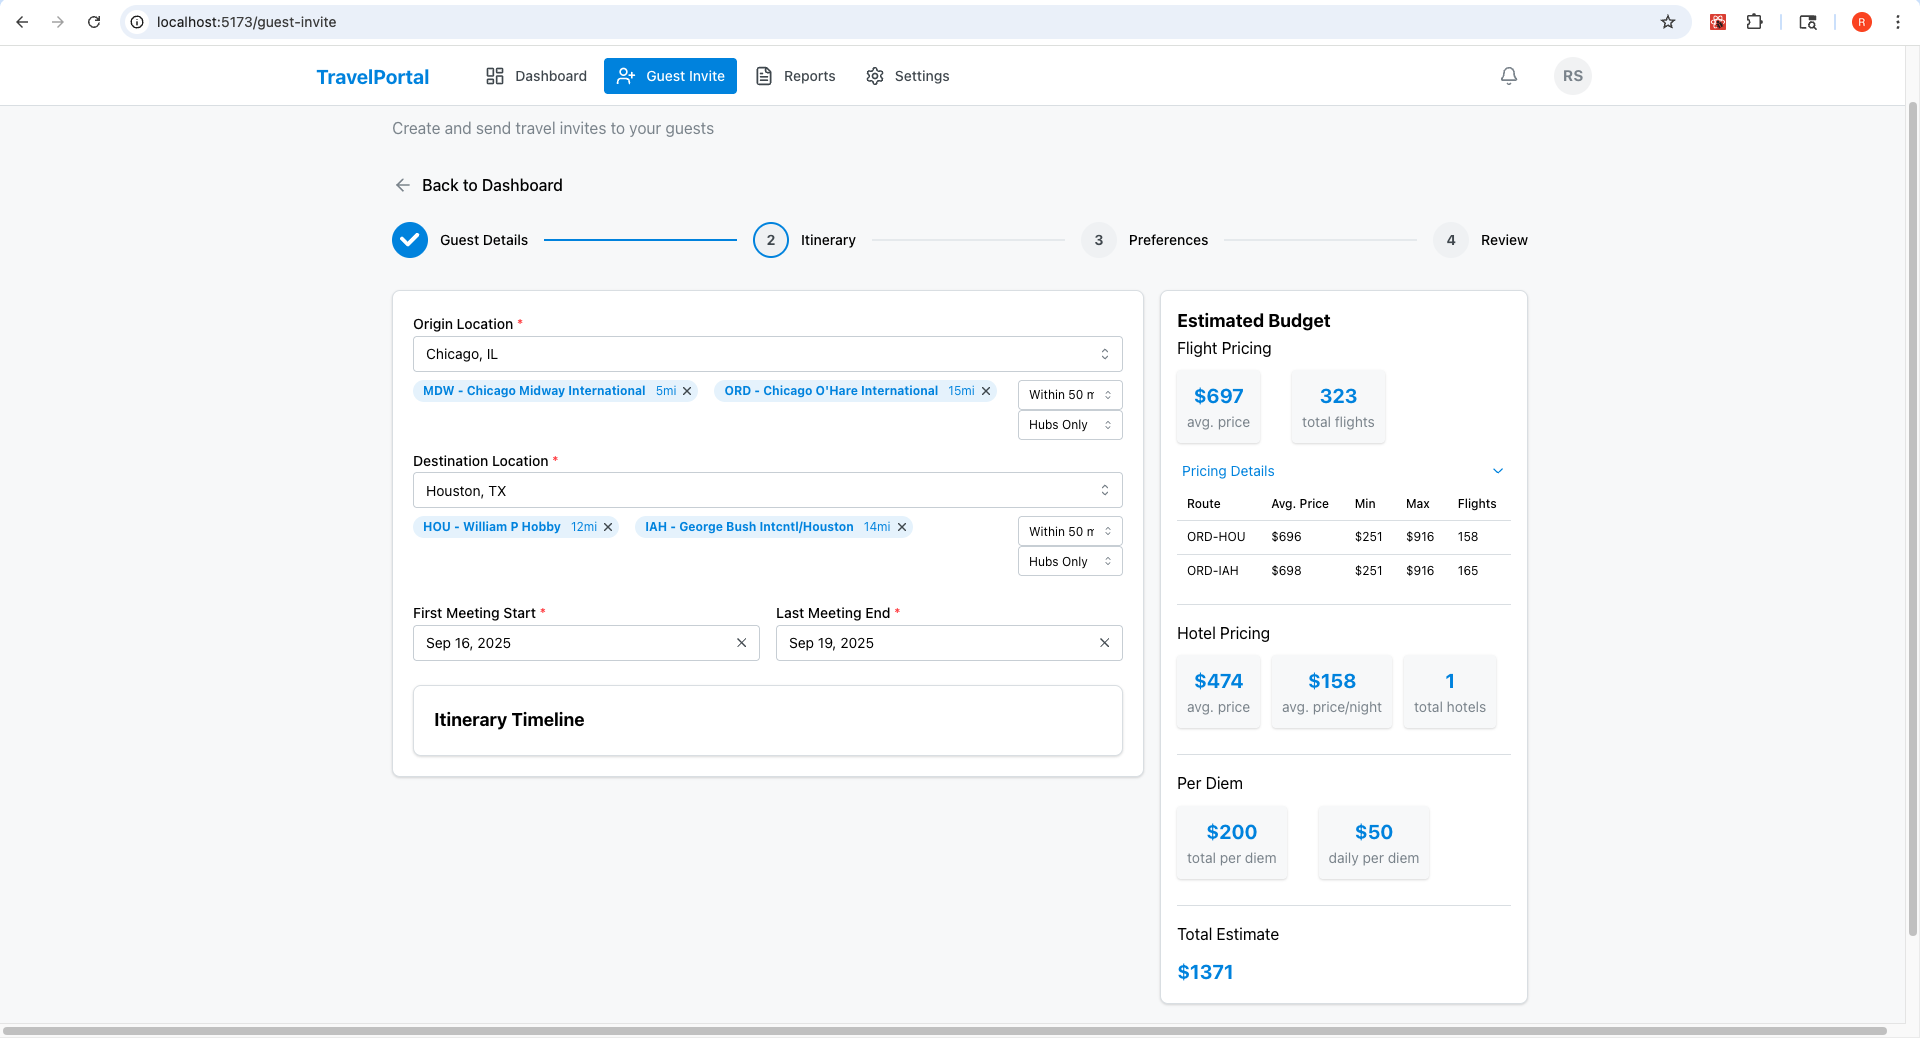 localhost:5173/guest-invite
R
TravelPortal
Dashboard
Guest Invite
Reports
Settings
RS
Create and send travel invites to your guests
Back to Dashboard
Guest Details
2 Itinerary
3 Preferences
4 Review
Origin Location *
Chicago, IL
MDW - Chicago Midway International 5mi
ORD - Chicago O'Hare International 15mi
Within 50 m
Hubs Only
Destination Location *
Houston, TX
HOU - William P Hobby 12mi
IAH - George Bush Intcntl/Houston 14mi
Within 50 m
Hubs Only
First Meeting Start *
Sep 16, 2025
Last Meeting End *
Sep 19, 2025
Itinerary Timeline
Estimated Budget
Flight Pricing
$697
avg. price
323
total flights
Pricing Details
Route Avg. Price Min Max Flights
ORD-HOU $696 $251 $916 158
ORD-IAH $698 $251 $916 165
Hotel Pricing
$474
avg. price
$158
avg. price/night
1
total hotels
Per Diem
$200
total per diem
$50
daily per diem
Total Estimate
$1371